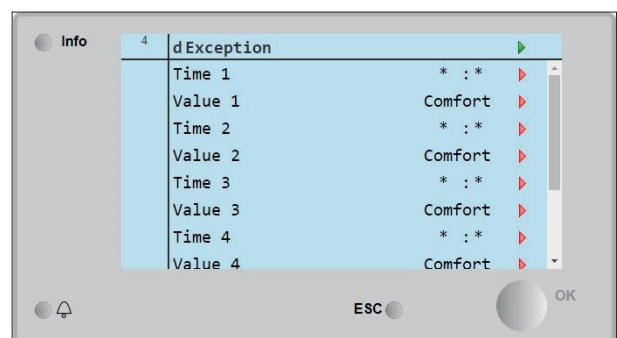 Info
4 d Exception
Time 1 * : *
Value 1 Comfort
Time 2 * : *
Value 2 Comfort
Time 3 * : *
Value 3 Comfort
Time 4 * : *
Value 4 Comfort
ESC
OK